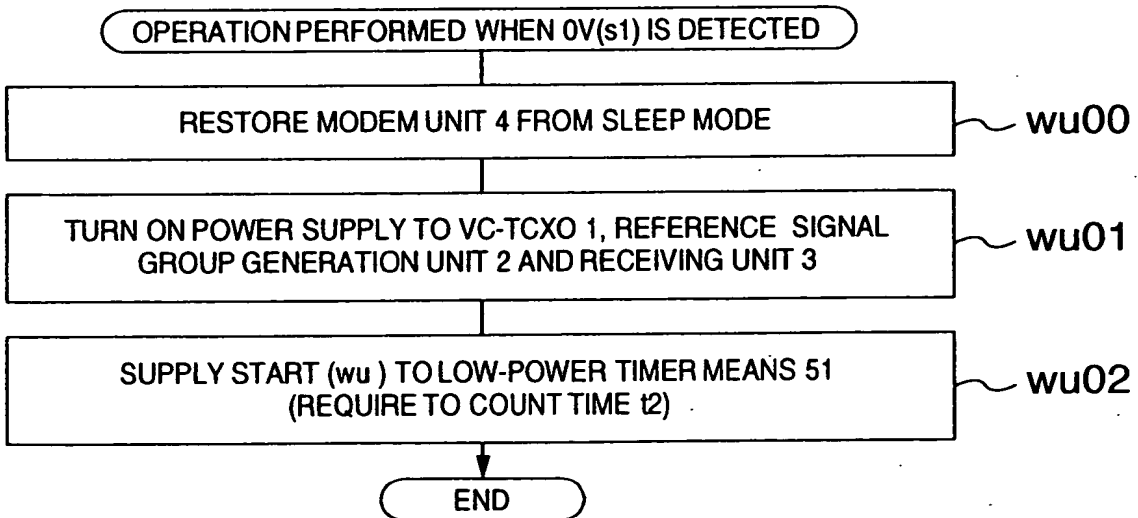 OPERATION PERFORMED WHEN 0V(s1) IS DETECTED
RESTORE MODEM UNIT 4 FROM SLEEP MODE
wu00
TURN ON POWER SUPPLY TO VC-TCXO 1, REFERENCE SIGNAL
GROUP GENERATION UNIT 2 AND RECEIVING UNIT 3
wu01
SUPPLY START (wu ) TO LOW-POWER TIMER MEANS 51
(REQUIRE TO COUNT TIME t2)
wu02
END